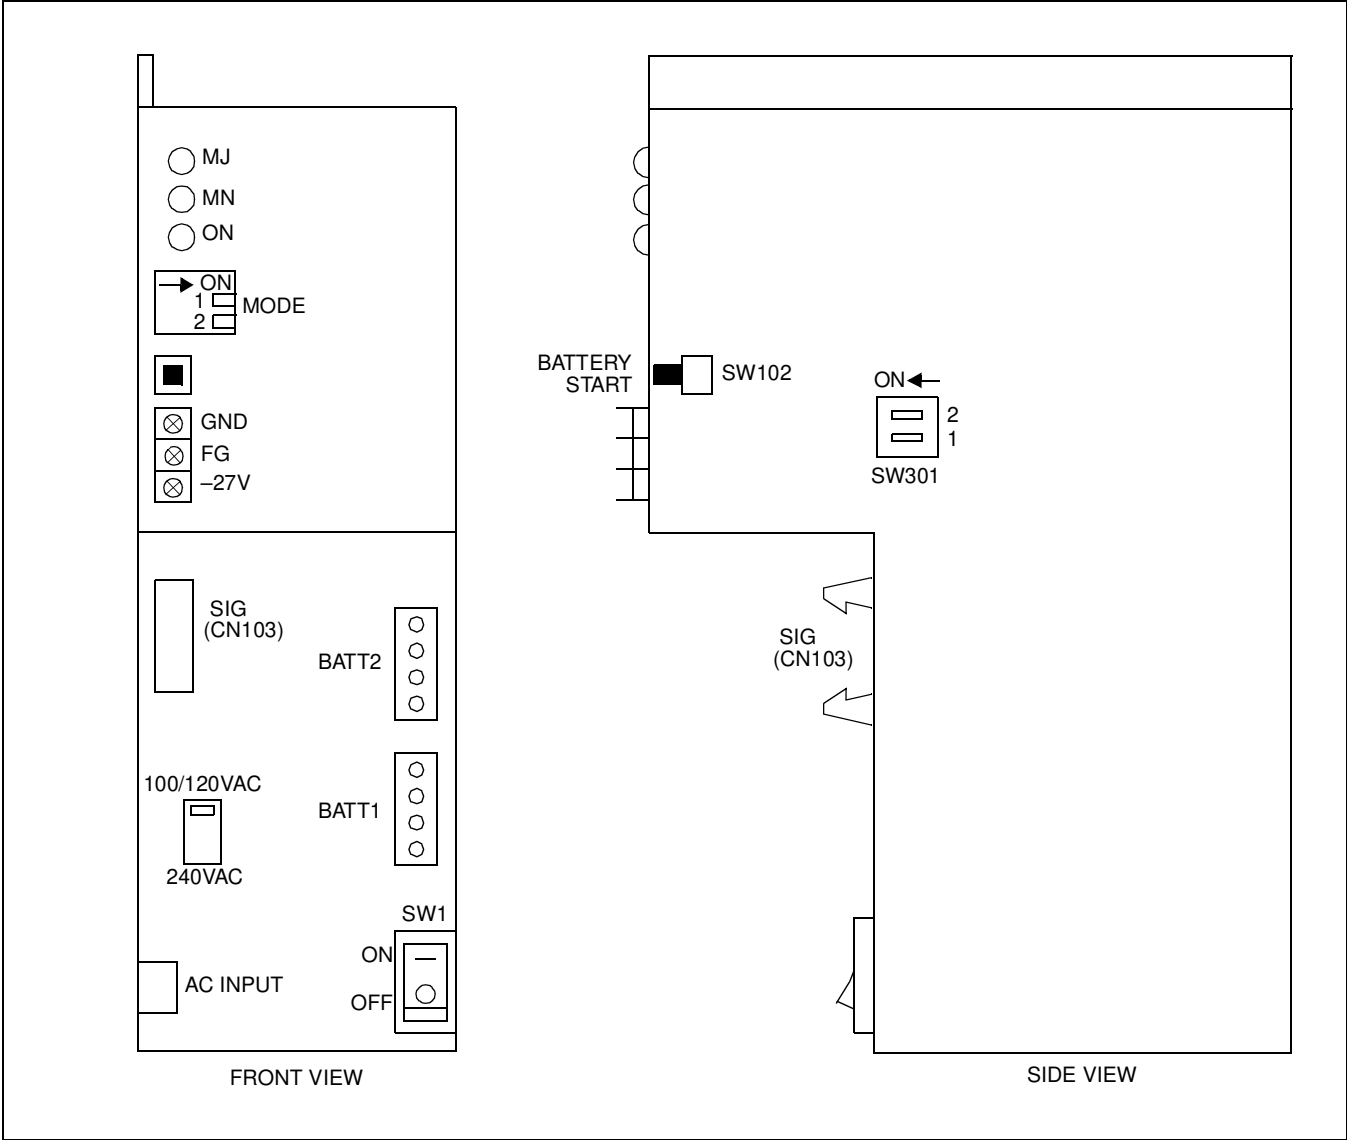 MJ
MN
ON
ON
1
2
MODE
GND
FG
–27V
SIG
(CN103)
BATT2
100/120VAC
240VAC
BATT1
SW1
ON
OFF
AC INPUT
FRONT VIEW
BATTERY
START
SW102
ON
2
1
SW301
SIG
(CN103)
SIDE VIEW